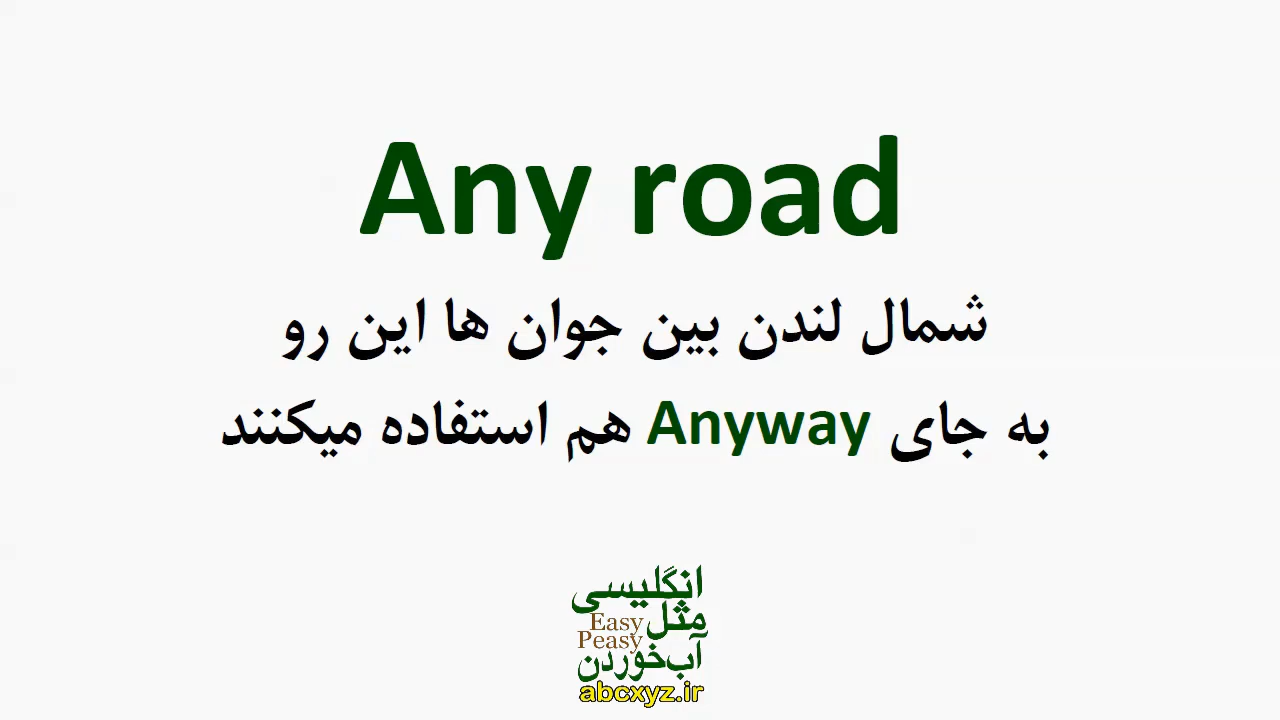 Any road
شمال لندن بین جوان ها این رو
به جای Anyway هم استفاده میکنند
انگلیسی
مثل Easy
Peasy
آب‌خوردن
abcxyz.ir